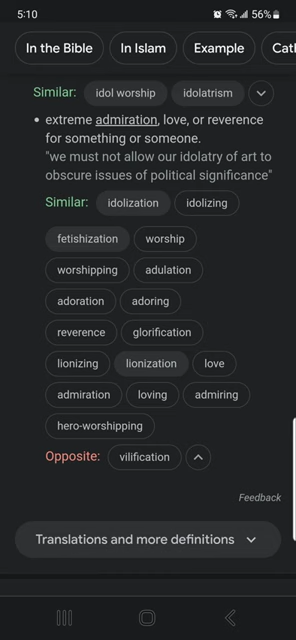 5:10 56%
In the Bible In Islam Example Cat
Similar: idol worship idolatrism
• extreme admiration, love, or reverence
for something or someone.
"we must not allow our idolatry of art to
obscure issues of political significance"
Similar: idolization idolizing
fetishization worship
worshipping adulation
adoration adoring
reverence glorification
lionizing lionization love
admiration loving admiring
hero-worshipping
Opposite: vilification
Feedback
Translations and more definitions